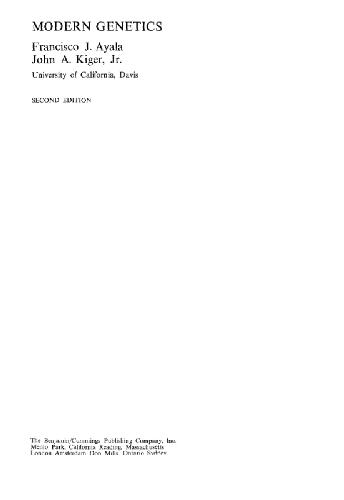 MODERN GENETICS
Francisco J. Ayala
John A. Kiger, Jr.
University of California, Davis
SECOND EDITION
The Benjamin/Cummings Publishing Company, Inc.
Menlo Park, California Reading, Massachusetts
London Amsterdam Don Mills, Ontario Sydney